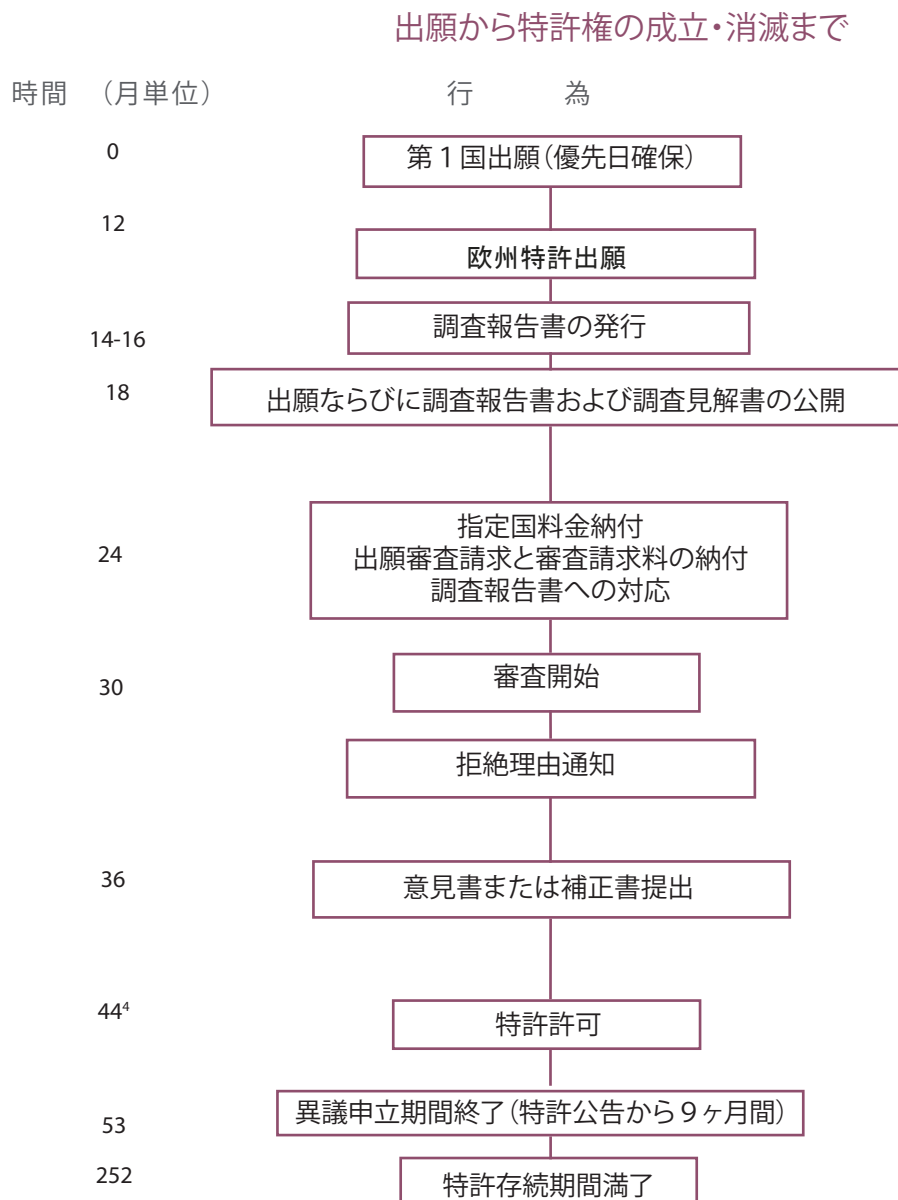 出願から特許権の成立・消滅まで
時間 （月単位） 行 為
0 第１国出願（優先日確保）
12
欧州特許出願
調査報告書の発行
14-16
18 出願ならびに調査報告書および調査見解書の公開
指定国料金納付
24 出願審査請求と審査請求料の納付
調査報告書への対応
30 審査開始
拒絶理由通知
36 意見書または補正書提出
44⁴ 特許許可
53 異議申立期間終了（特許公告から９ヶ月間）
252 特許存続期間満了